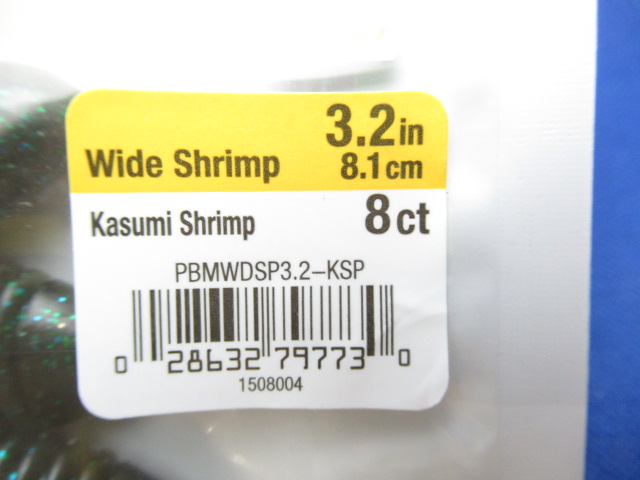 3.2in
Wide Shrimp 8.1cm
Kasumi Shrimp 8ct
PBMWDSP3.2-KSP
0 28632 79773 0
1508004